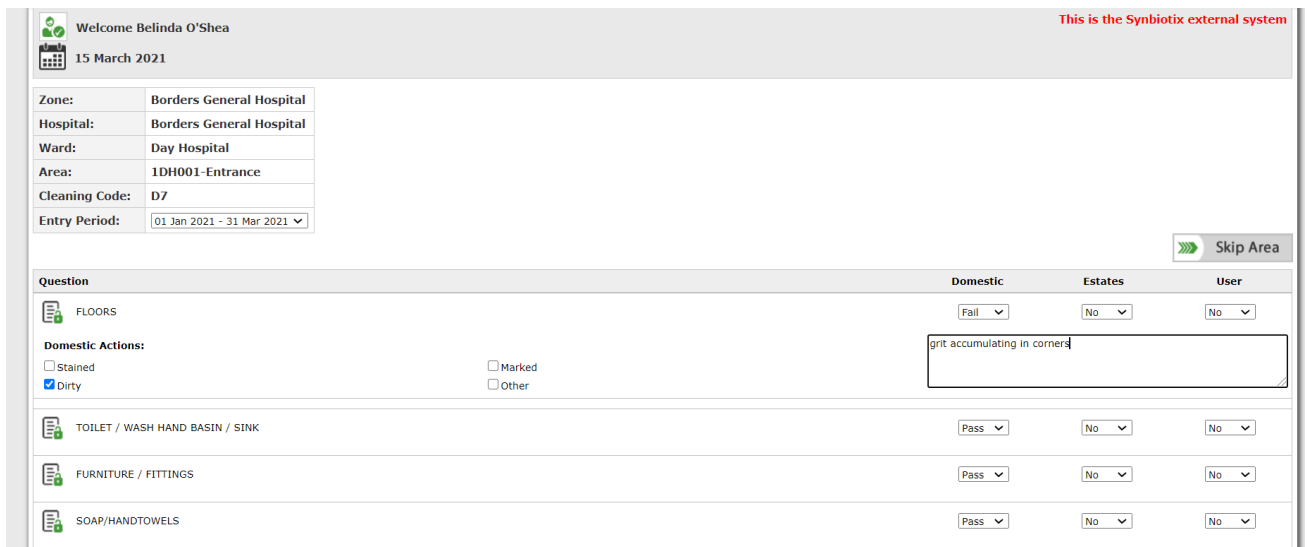 Welcome Belinda O'Shea
This is the Synbiotix external system
15 March 2021
Zone: Borders General Hospital
Hospital: Borders General Hospital
Ward: Day Hospital
Area: 1DH001-Entrance
Cleaning Code: D7
Entry Period: 01 Jan 2021 - 31 Mar 2021
Skip Area
Question Domestic Estates User
FLOORS Fail No No
Domestic Actions: grit accumulating in corners
Stained Marked
Dirty Other
TOILET / WASH HAND BASIN / SINK Pass No No
FURNITURE / FITTINGS Pass No No
SOAP/HANDTOWELS Pass No No